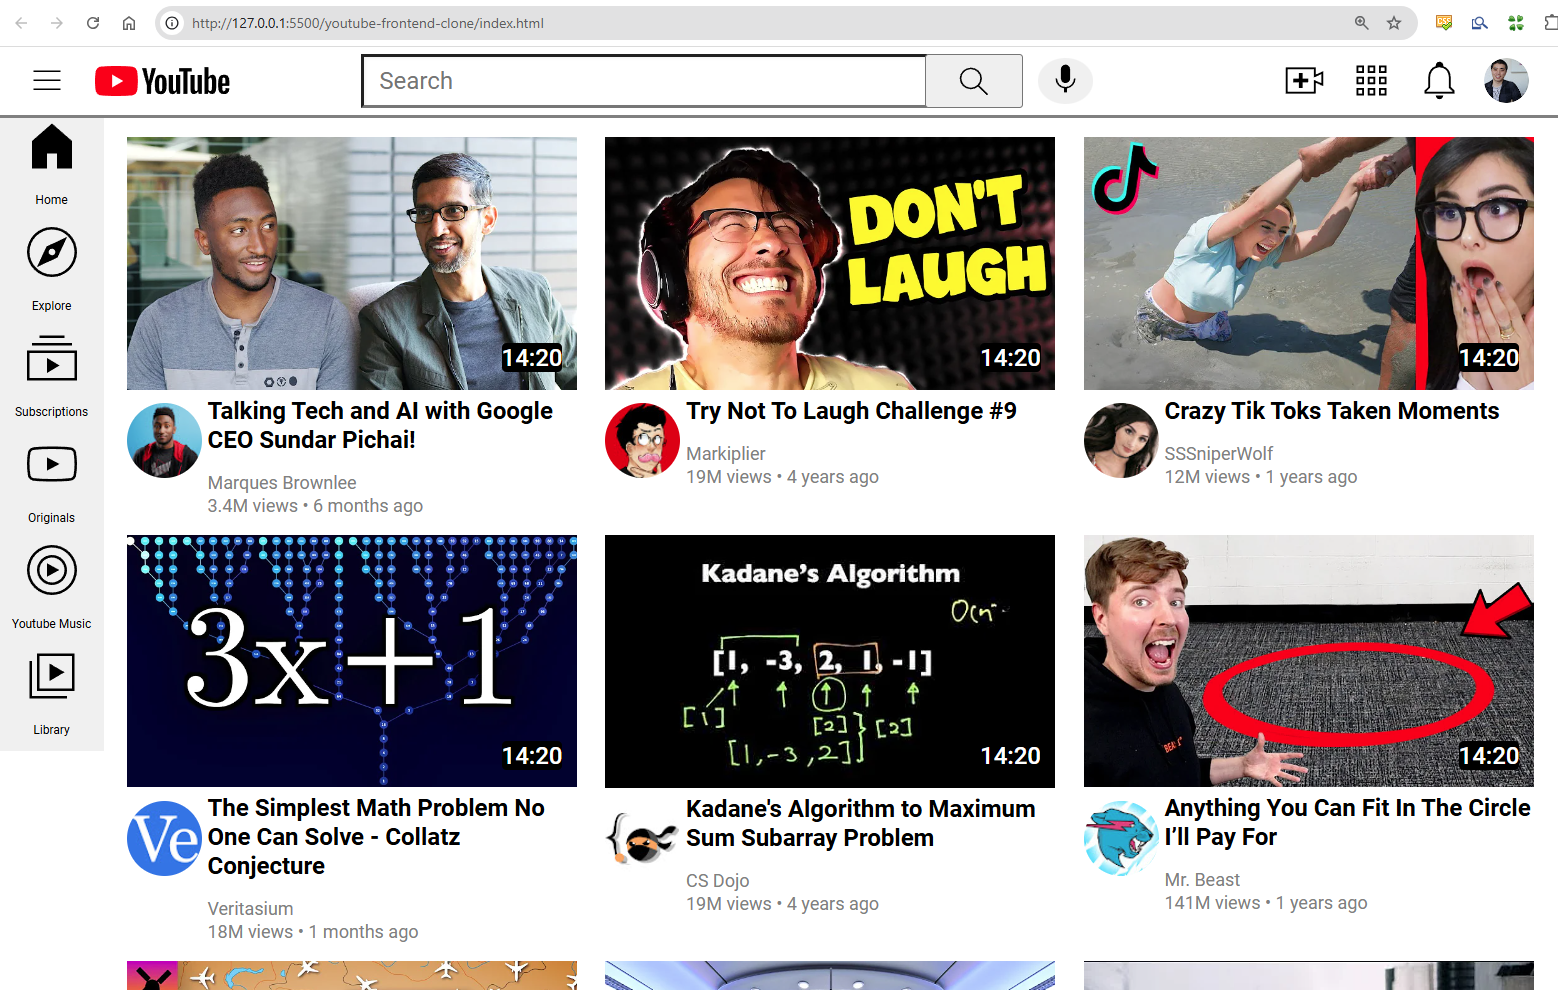 http://127.0.0.1:5500/youtube-frontend-clone/index.html
YouTube
Search
Home
Explore
Subscriptions
Originals
Youtube Music
Library
14:20
Talking Tech and AI with Google
CEO Sundar Pichai!
Marques Brownlee
3.4M views • 6 months ago
DON'T
LAUGH
14:20
Try Not To Laugh Challenge #9
Markiplier
19M views • 4 years ago
14:20
Crazy Tik Toks Taken Moments
SSSniperWolf
12M views • 1 years ago
3x+1
14:20
Ve
The Simplest Math Problem No
One Can Solve - Collatz
Conjecture
Veritasium
18M views • 1 months ago
Kadane's Algorithm
[1, -3, 2, 1, -1]
[1]
[2]
[2]
[1,-3,2]
14:20
Kadane's Algorithm to Maximum
Sum Subarray Problem
CS Dojo
19M views • 4 years ago
14:20
Anything You Can Fit In The Circle
I’ll Pay For
Mr. Beast
141M views • 1 years ago